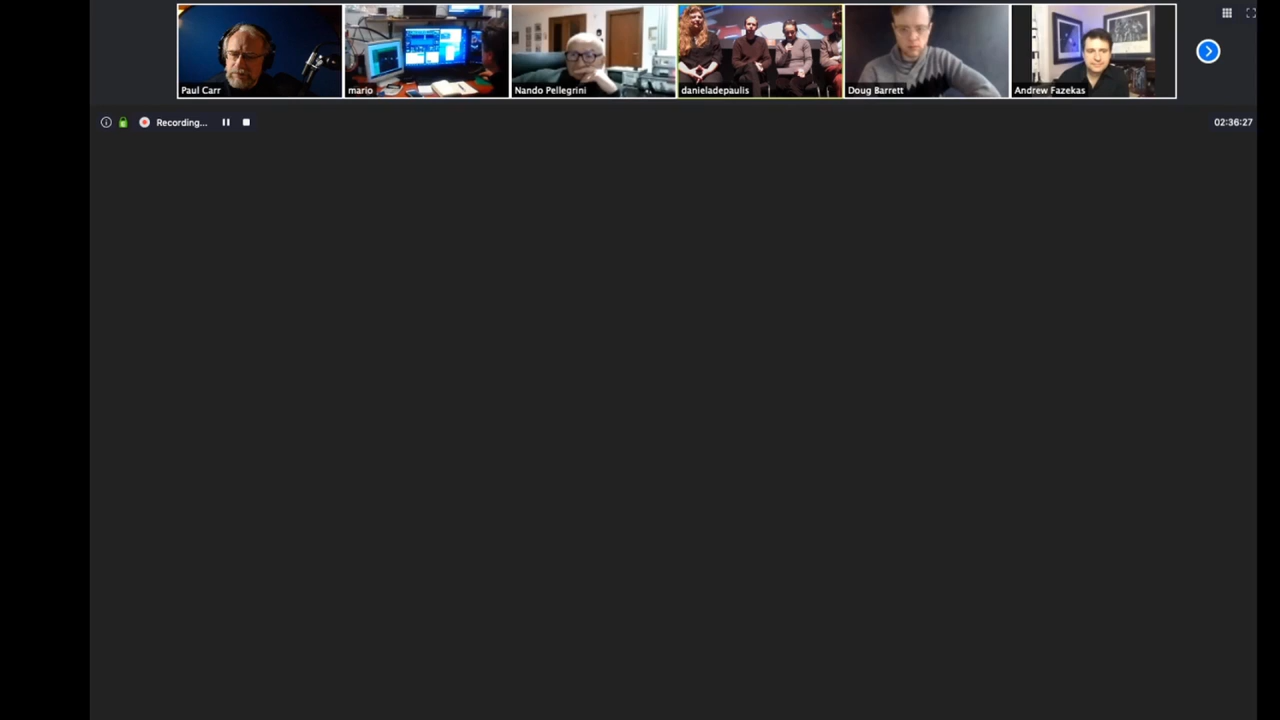 Paul Carr
mario
Nando Pellegrini
danieladepaulis
Doug Barrett
Andrew Fazekas
Recording...
02:36:27